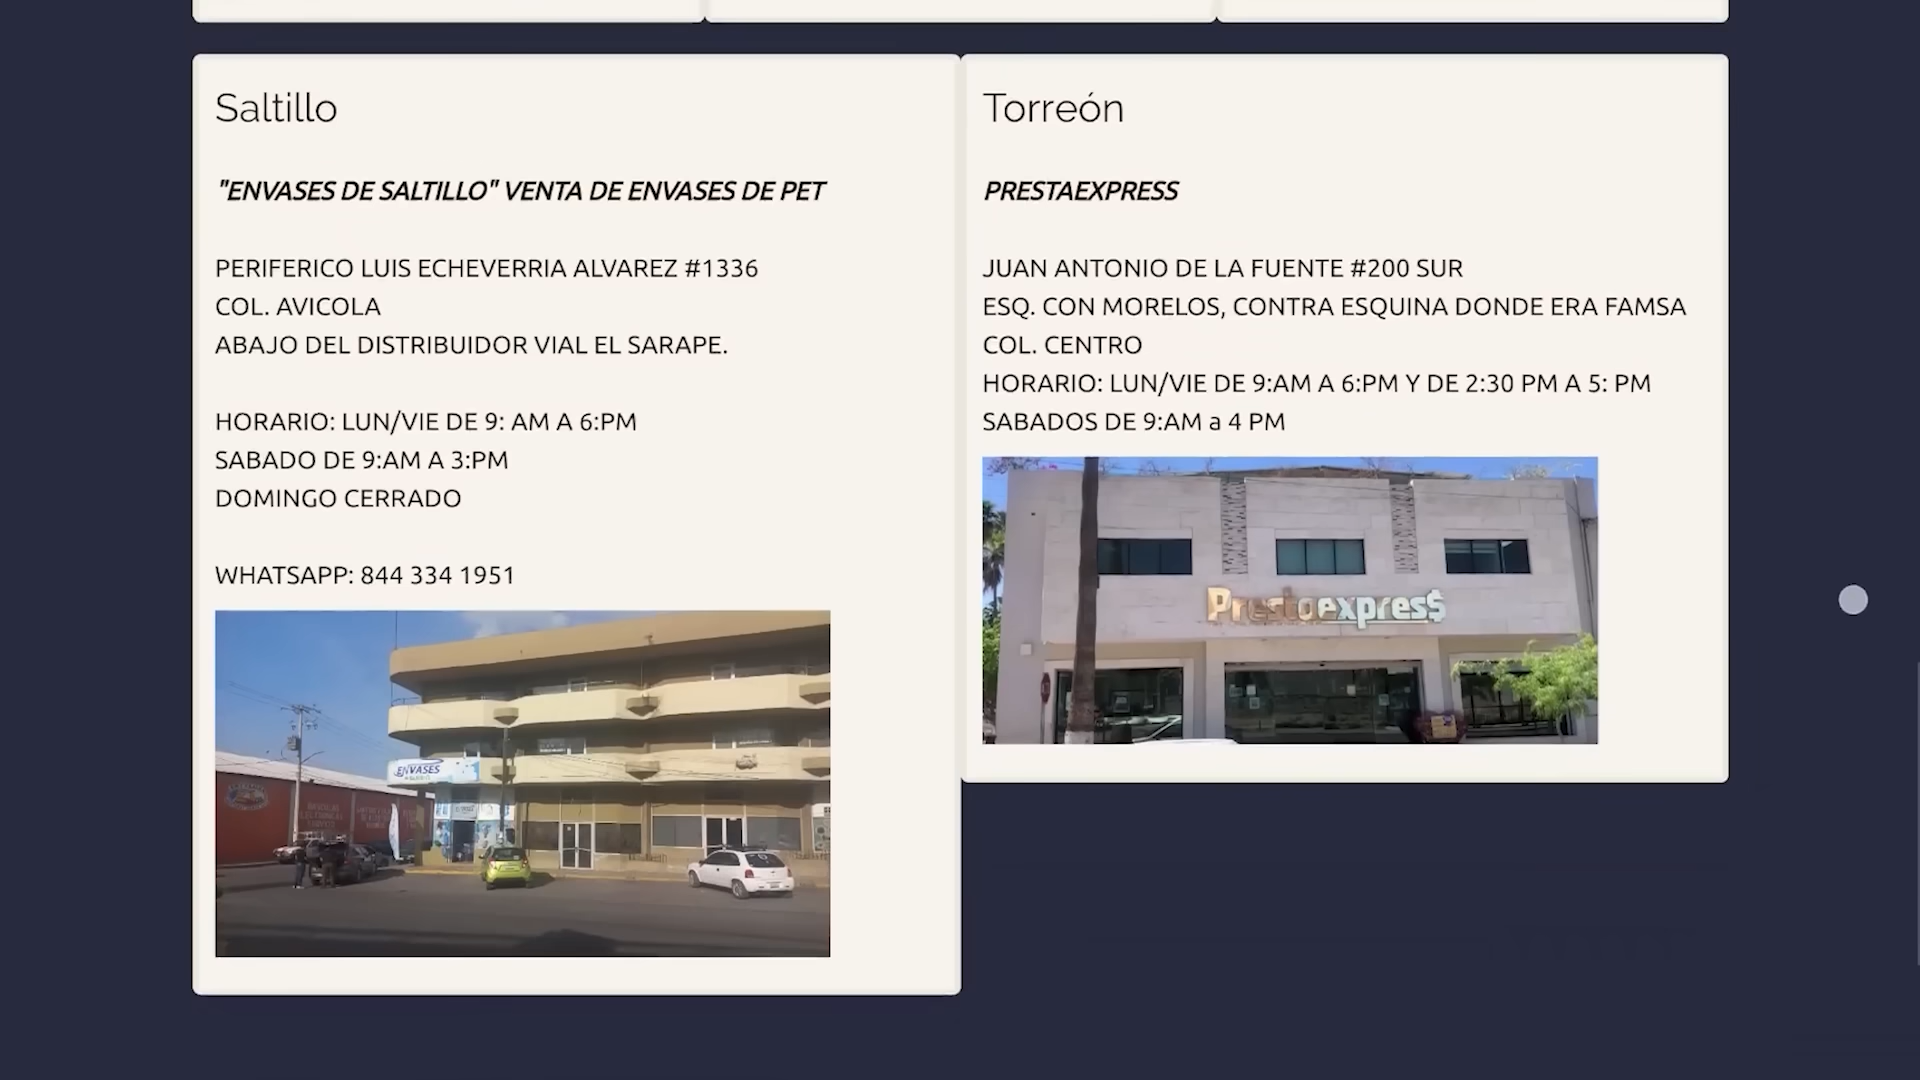 Saltillo
"ENVASES DE SALTILLO" VENTA DE ENVASES DE PET
PERIFERICO LUIS ECHEVERRIA ALVAREZ #1336
COL. AVICOLA
ABAJO DEL DISTRIBUIDOR VIAL EL SARAPE.
HORARIO: LUN/VIE DE 9: AM A 6:PM
SABADO DE 9:AM A 3:PM
DOMINGO CERRADO
WHATSAPP: 844 334 1951
ENVASES
Torreón
PRESTAEXPRESS
JUAN ANTONIO DE LA FUENTE #200 SUR
ESQ. CON MORELOS, CONTRA ESQUINA DONDE ERA FAMSA
COL. CENTRO
HORARIO: LUN/VIE DE 9:AM A 6:PM Y DE 2:30 PM A 5: PM
SABADOS DE 9:AM a 4 PM
Prestaexpre$